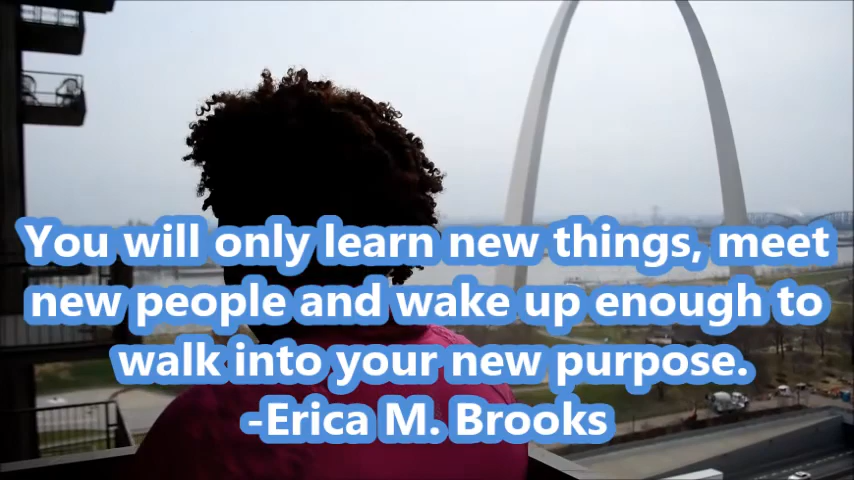 You will only learn new things, meet
new people and wake up enough to
walk into your new purpose.
-Erica M. Brooks